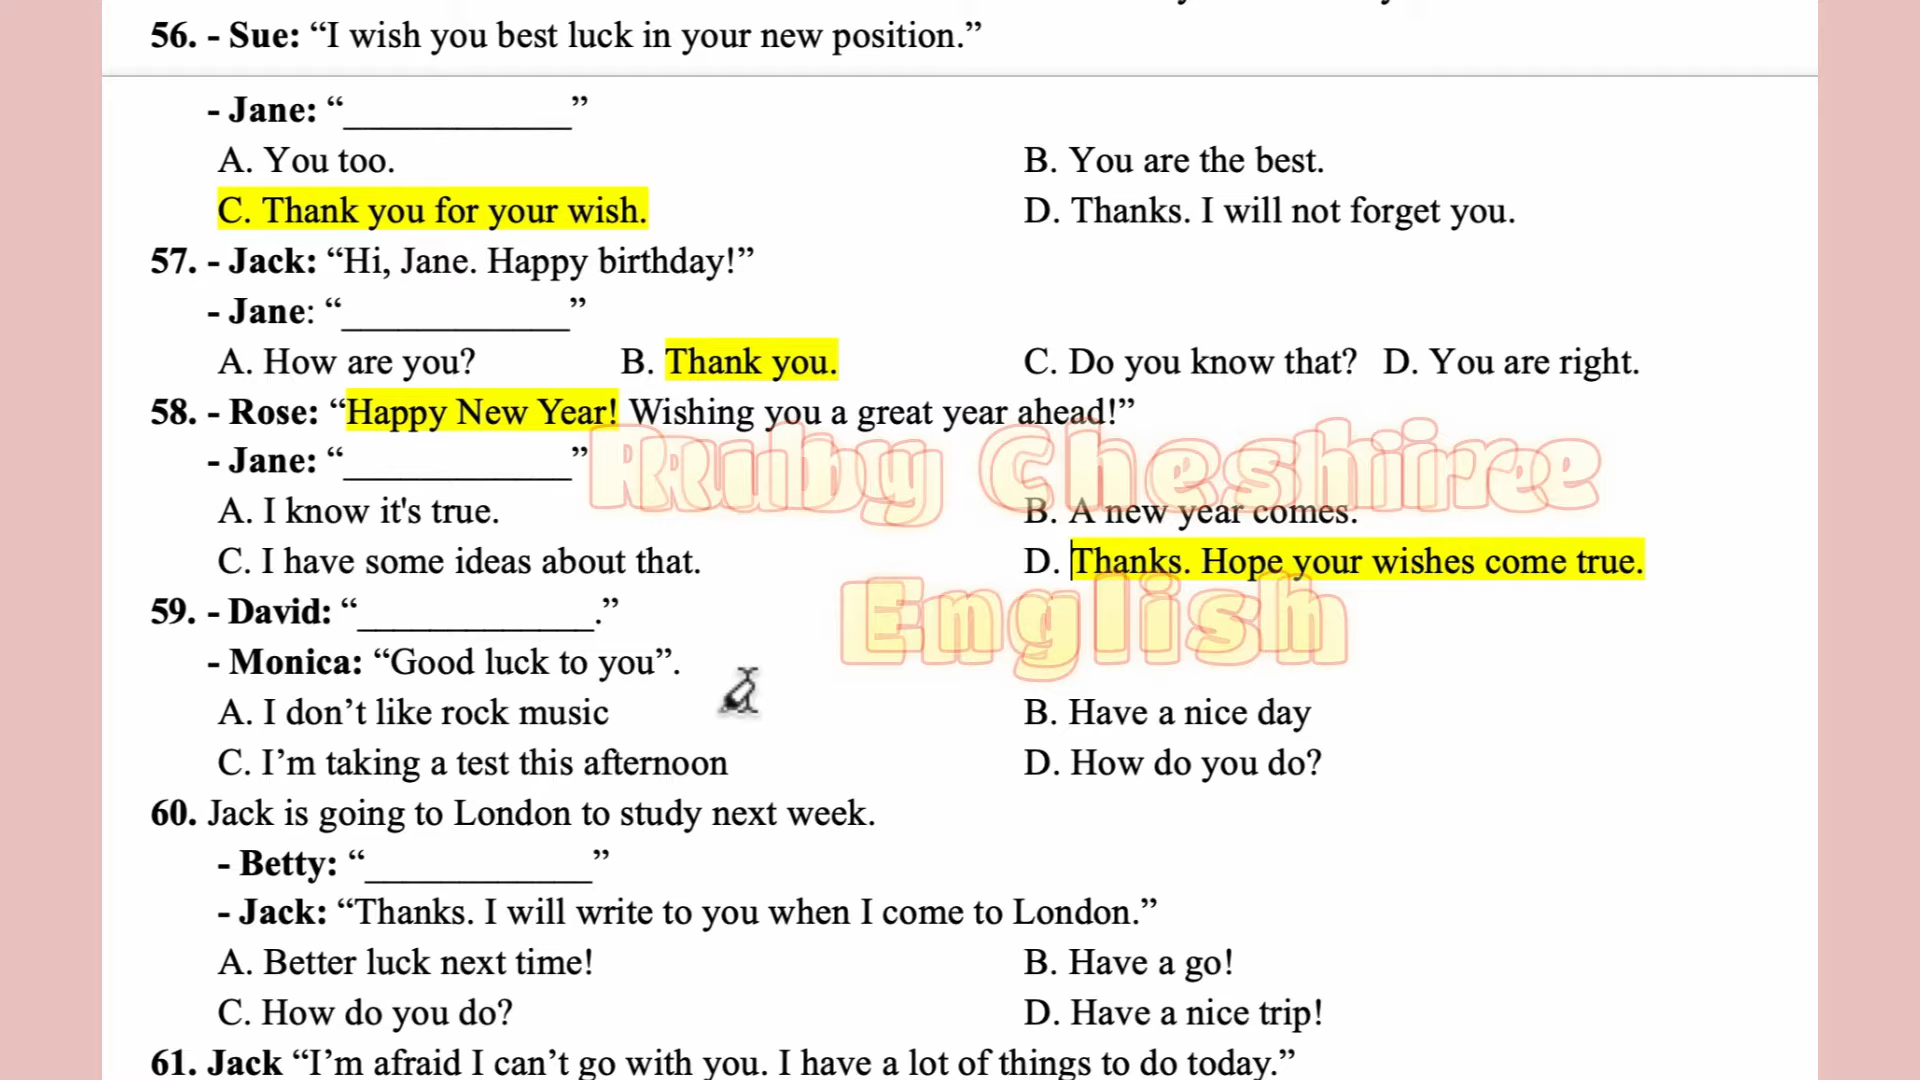 56. - Sue: “I wish you best luck in your new position.”
- Jane: “____________”
A. You too. B. You are the best.
C. Thank you for your wish. D. Thanks. I will not forget you.
57. - Jack: “Hi, Jane. Happy birthday!”
- Jane: “____________”
A. How are you? B. Thank you. C. Do you know that? D. You are right.
58. - Rose: “Happy New Year! Wishing you a great year ahead!”
- Jane: “____________”
Ruby Cheshire
A. I know it's true. B. A new year comes.
C. I have some ideas about that. D. Thanks. Hope your wishes come true.
English
59. - David: “_____________.”
- Monica: “Good luck to you”.
A. I don’t like rock music B. Have a nice day
C. I’m taking a test this afternoon D. How do you do?
60. Jack is going to London to study next week.
- Betty: “____________”
- Jack: “Thanks. I will write to you when I come to London.”
A. Better luck next time! B. Have a go!
C. How do you do? D. Have a nice trip!
61. Jack “I’m afraid I can’t go with you. I have a lot of things to do today.”